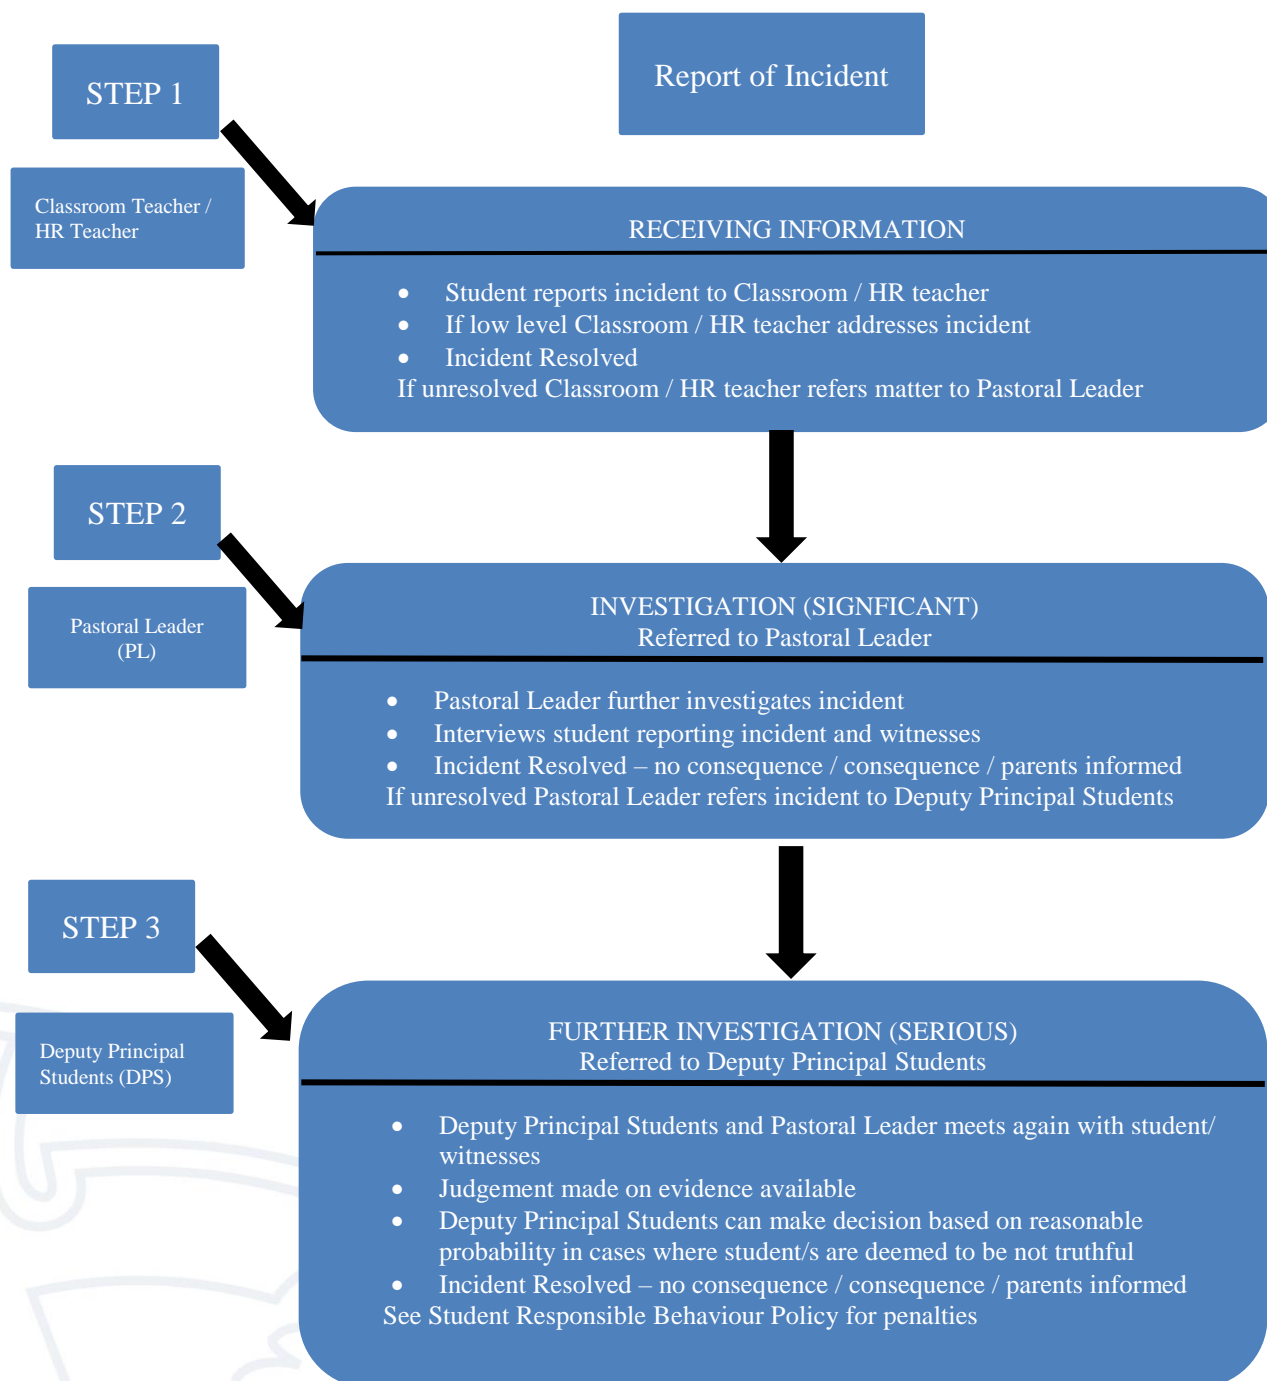 Report of Incident
STEP 1
Classroom Teacher /
HR Teacher
RECEIVING INFORMATION
• Student reports incident to Classroom / HR teacher
• If low level Classroom / HR teacher addresses incident
• Incident Resolved
If unresolved Classroom / HR teacher refers matter to Pastoral Leader
STEP 2
Pastoral Leader
(PL)
INVESTIGATION (SIGNFICANT)
Referred to Pastoral Leader
• Pastoral Leader further investigates incident
• Interviews student reporting incident and witnesses
• Incident Resolved – no consequence / consequence / parents informed
If unresolved Pastoral Leader refers incident to Deputy Principal Students
STEP 3
Deputy Principal
Students (DPS)
FURTHER INVESTIGATION (SERIOUS)
Referred to Deputy Principal Students
• Deputy Principal Students and Pastoral Leader meets again with student/
witnesses
• Judgement made on evidence available
• Deputy Principal Students can make decision based on reasonable
probability in cases where student/s are deemed to be not truthful
• Incident Resolved – no consequence / consequence / parents informed
See Student Responsible Behaviour Policy for penalties